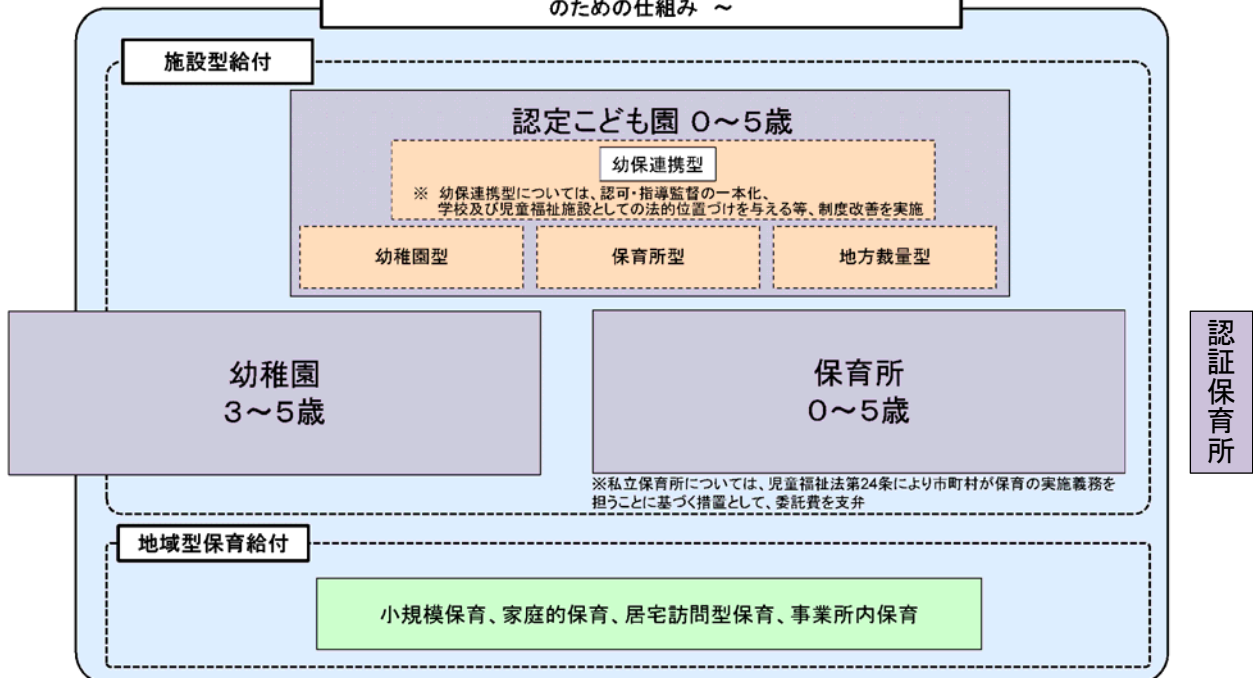 のための仕組み ～
施設型給付
認定こども園 ０～５歳
幼保連携型
※ 幼保連携型については、認可・指導監督の一本化、
学校及び児童福祉施設としての法的位置づけを与える等、制度改善を実施
幼稚園型
保育所型
地方裁量型
幼稚園
３～５歳
保育所
０～５歳
認証保育所
※私立保育所については、児童福祉法第24条により市町村が保育の実施義務を
担うことに基づく措置として、委託費を支弁
地域型保育給付
小規模保育、家庭的保育、居宅訪問型保育、事業所内保育